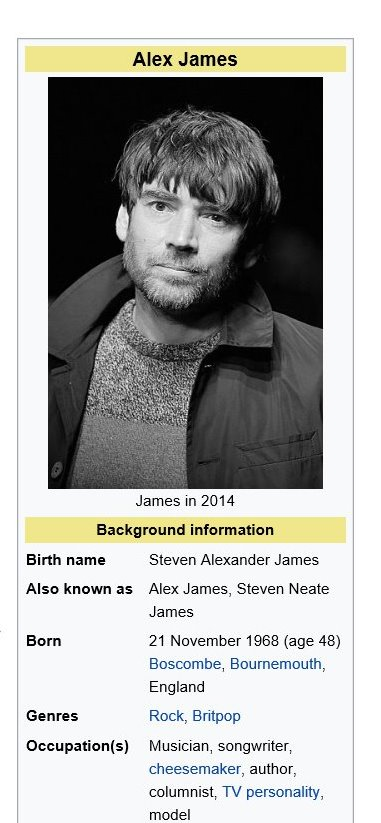 Alex James
James in 2014
Background information
Birth name Steven Alexander James
Also known as Alex James, Steven Neate
James
Born 21 November 1968 (age 48)
Boscombe, Bournemouth,
England
Genres Rock, Britpop
Occupation(s) Musician, songwriter,
cheesemaker, author,
columnist, TV personality,
model